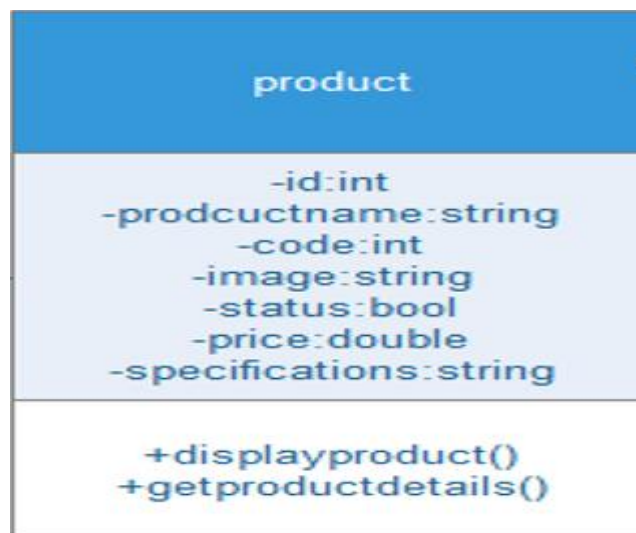 product
-id:int
-prodcuctname:string
-code:int
-image:string
-status:bool
-price:double
-specifications:string
+displayproduct()
+getproductdetails()